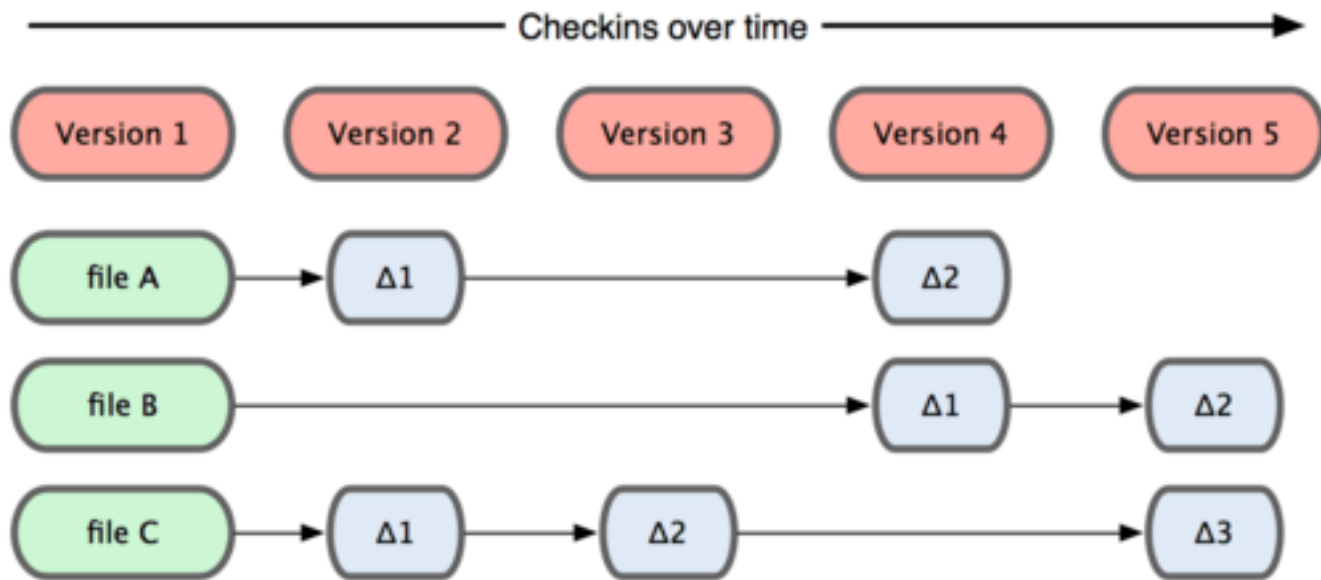 Checkins over time
Version 1 Version 2 Version 3 Version 4 Version 5
file A Δ1 Δ2
file B Δ1 Δ2
file C Δ1 Δ2 Δ3